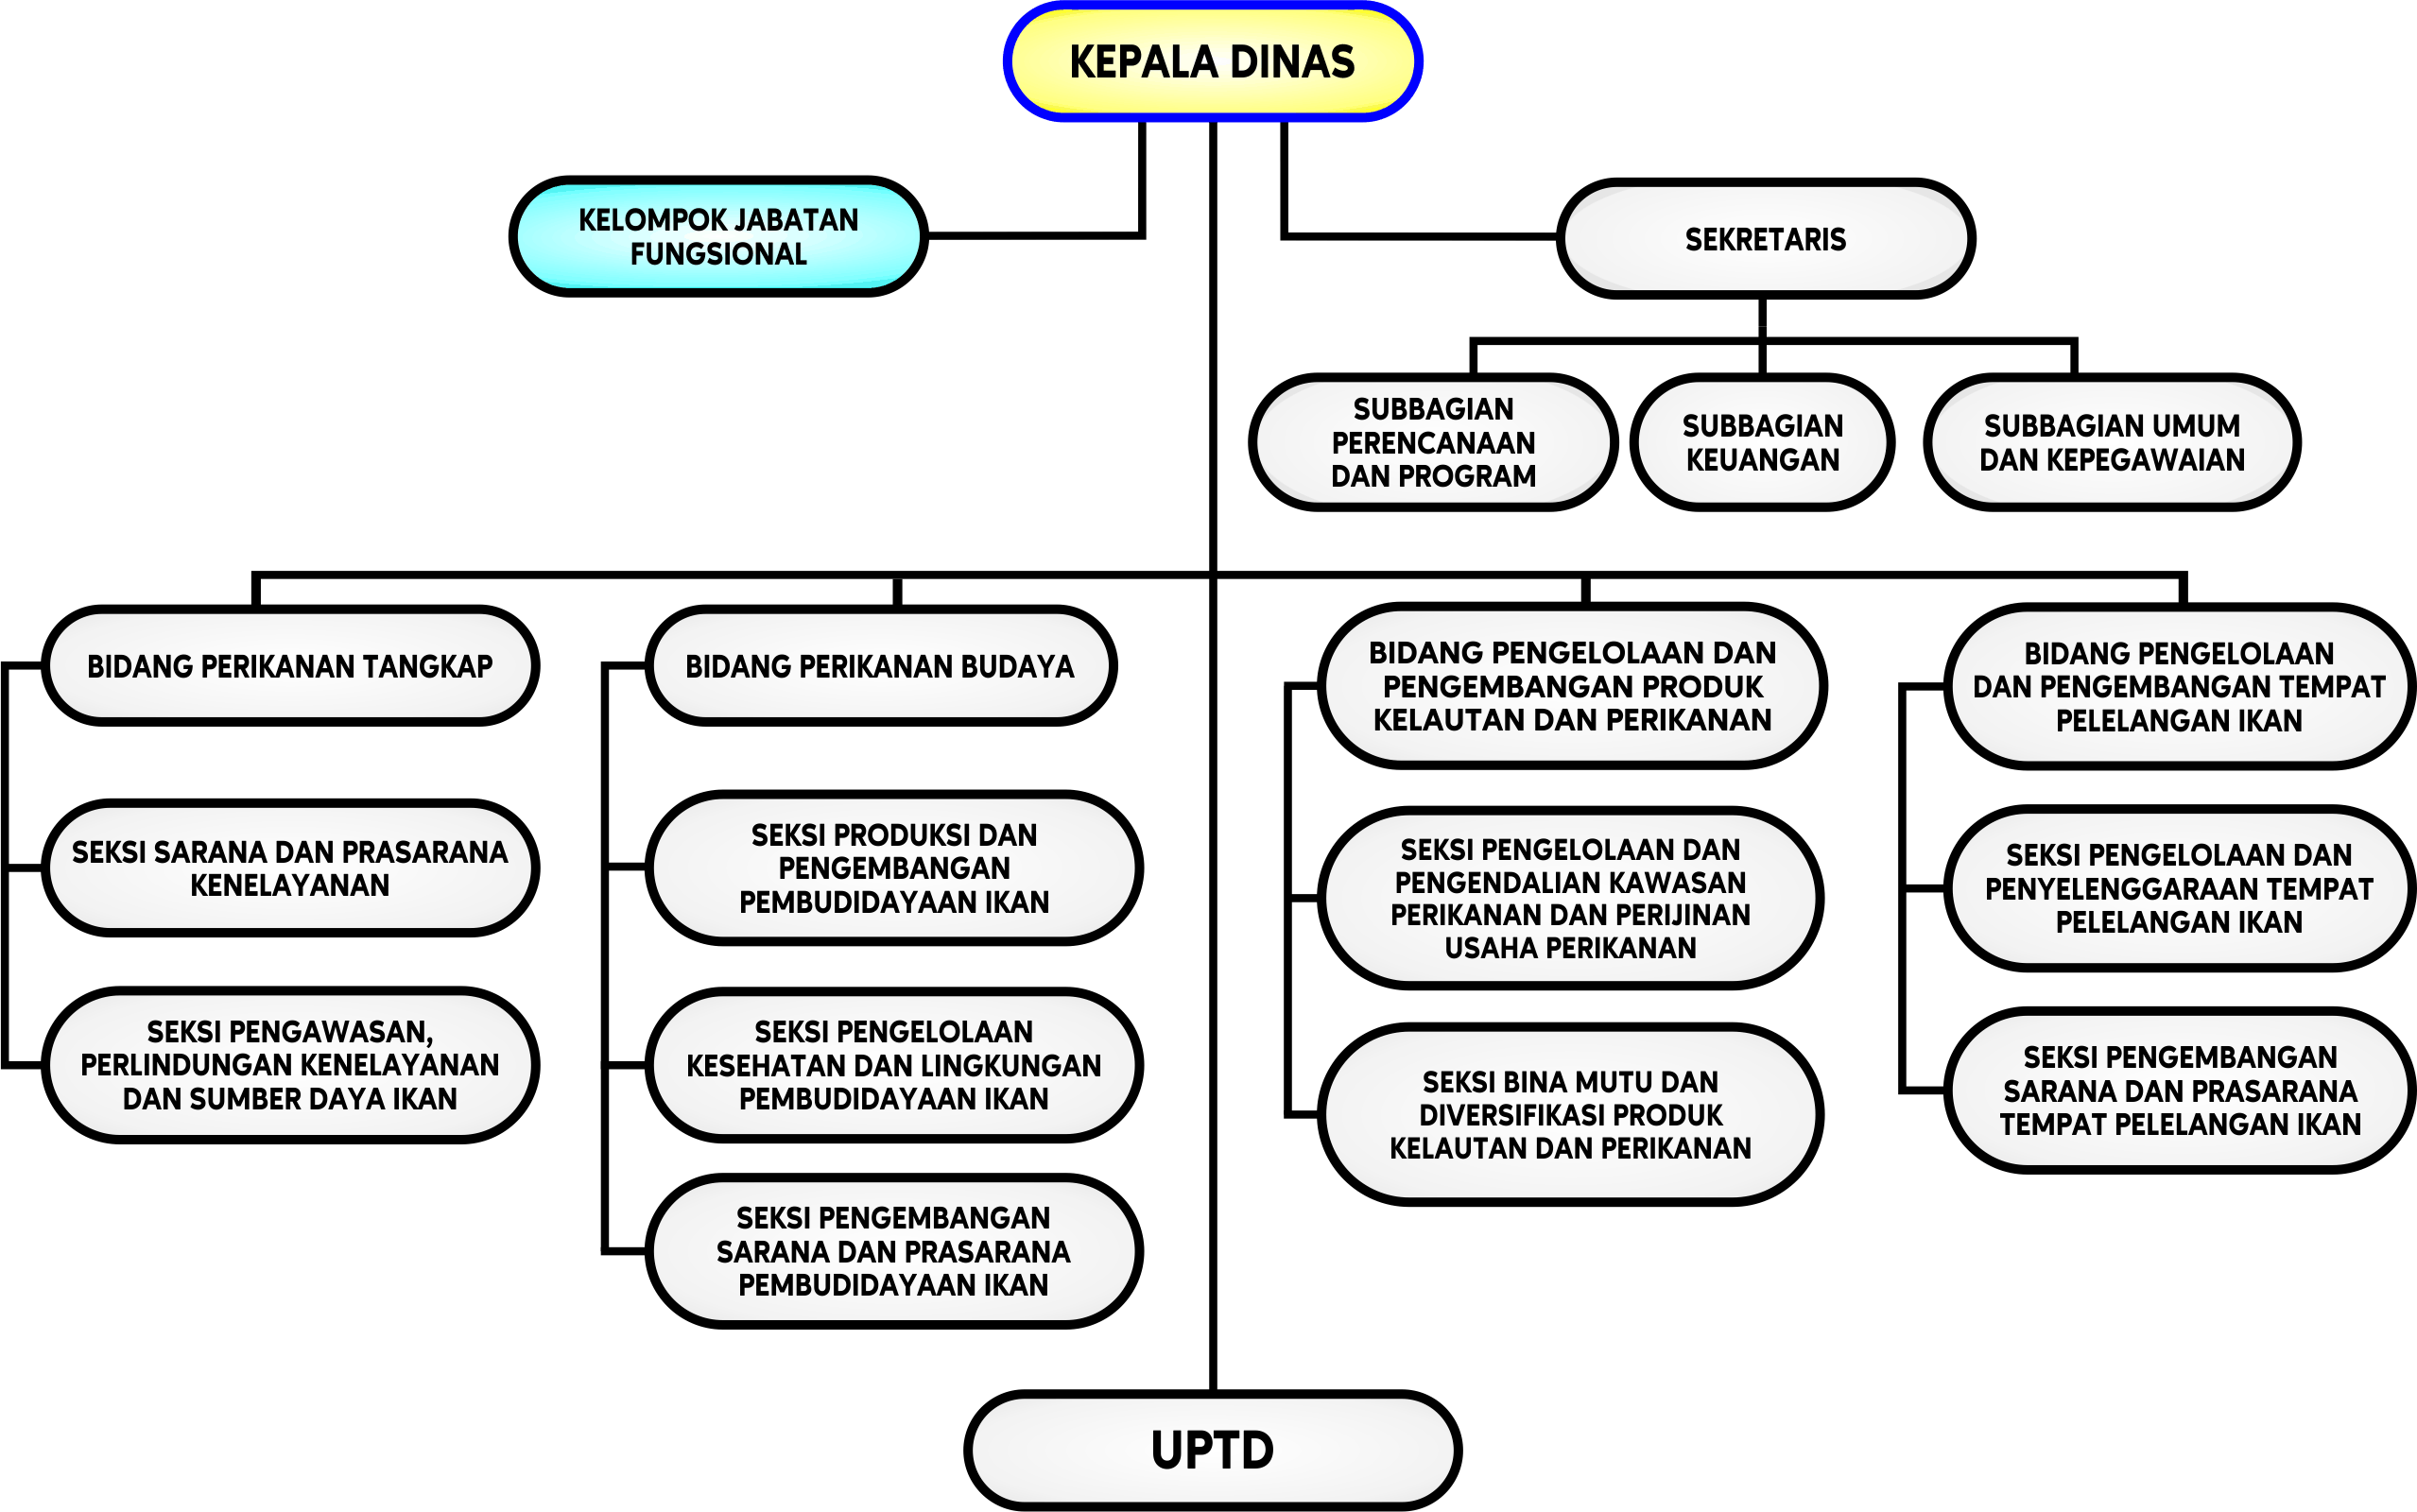 KEPALA DINAS
KELOMPOK JABATAN
FUNGSIONAL
SEKRETARIS
SUBBAGIAN
PERENCANAAN
DAN PROGRAM
SUBBAGIAN
KEUANGAN
SUBBAGIAN UMUM
DAN KEPEGAWAIAN
BIDANG PERIKANAN TANGKAP
SEKSI SARANA DAN PRASARANA
KENELAYANAN
SEKSI PENGAWASAN,
PERLINDUNGAN KENELAYANAN
DAN SUMBER DAYA IKAN
BIDANG PERIKANAN BUDAYA
SEKSI PRODUKSI DAN
PENGEMBANGAN
PEMBUDIDAYAAN IKAN
SEKSI PENGELOLAAN
KESEHATAN DAN LINGKUNGAN
PEMBUDIDAYAAN IKAN
SEKSI PENGEMBANGAN
SARANA DAN PRASARANA
PEMBUDIDAYAAN IKAN
BIDANG PENGELOLAAN DAN
PENGEMBANGAN PRODUK
KELAUTAN DAN PERIKANAN
SEKSI PENGELOLAAN DAN
PENGENDALIAN KAWASAN
PERIKANAN DAN PERIJINAN
USAHA PERIKANAN
SEKSI BINA MUTU DAN
DIVERSIFIKASI PRODUK
KELAUTAN DAN PERIKANAN
BIDANG PENGELOLAAN
DAN PENGEMBANGAN TEMPAT
PELELANGAN IKAN
SEKSI PENGELOLAAN DAN
PENYELENGGARAAN TEMPAT
PELELANGAN IKAN
SEKSI PENGEMBANGAN
SARANA DAN PRASARANA
TEMPAT PELELANGAN IKAN
UPTD